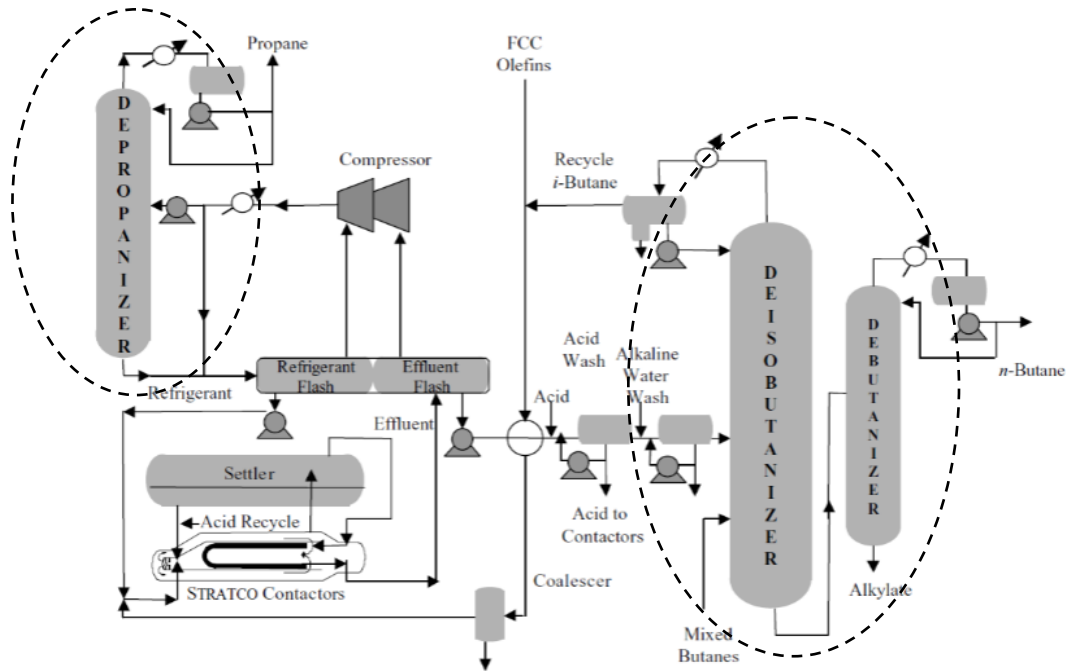 Propane
FCC
Olefins
DEPROPANIZER
Compressor
Recycle
i-Butane
DEISOBUTANIZER
DEBUTANIZER
n-Butane
Refrigerant
Refrigerant
Flash
Effluent
Flash
Effluent
Acid
Wash
Alkaline
Water
Wash
Acid
Settler
Acid Recycle
STRATCO Contactors
Acid to
Contactors
Coalescer
Mixed
Butanes
Alkylate